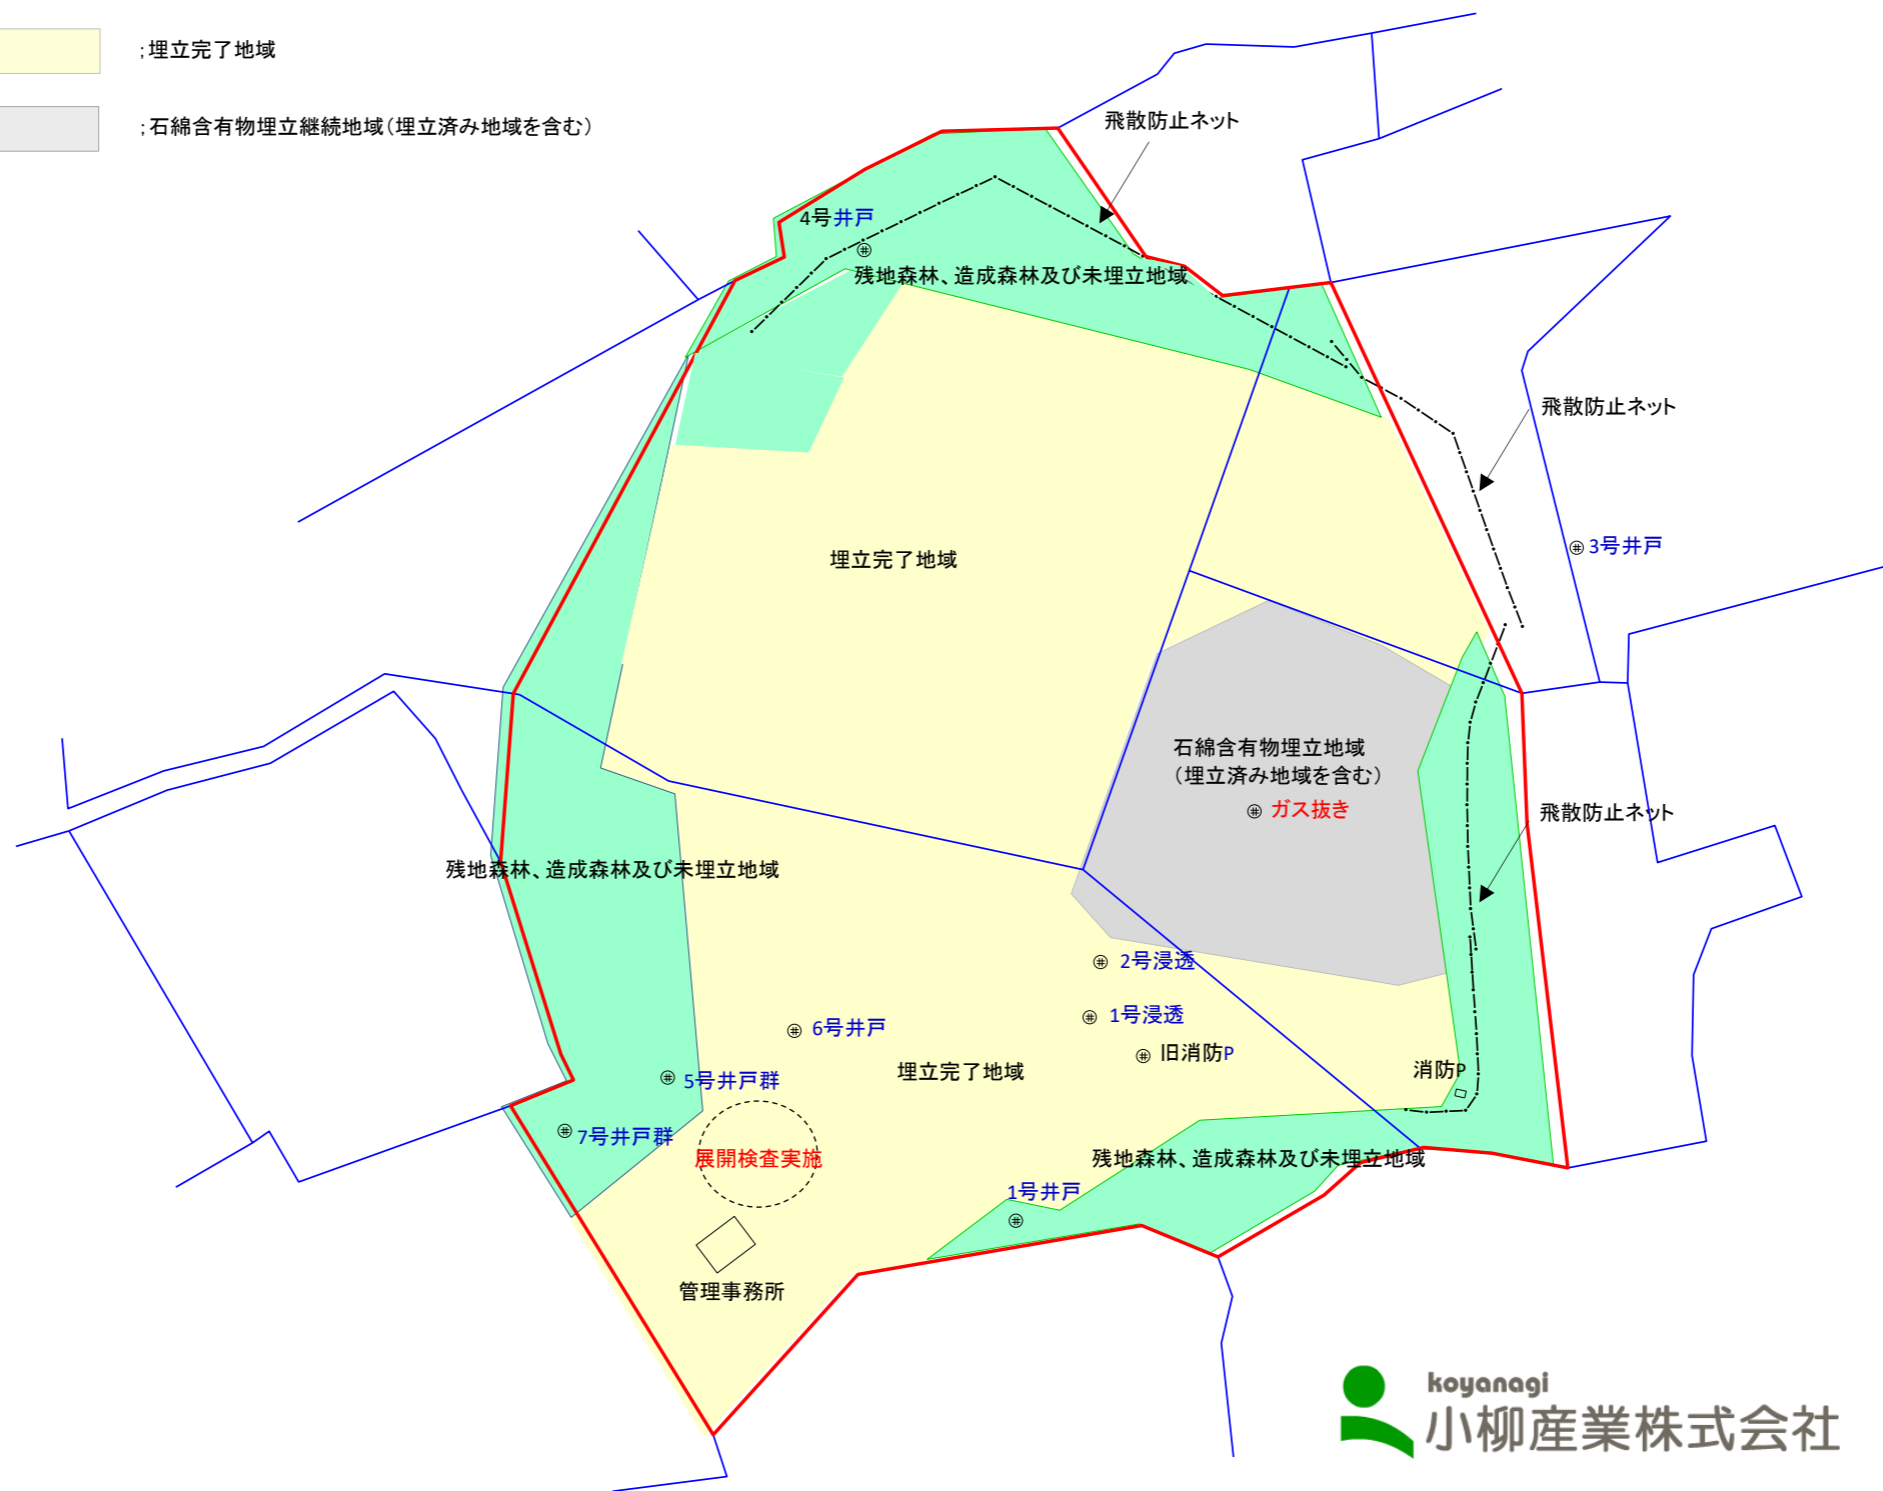 ;埋立完了地域
;石綿含有物埋立継続地域(埋立済み地域を含む)
飛散防止ネット
4号井戸
残地森林、造成森林及び未埋立地域
飛散防止ネット
3号井戸
埋立完了地域
石綿含有物埋立地域
(埋立済み地域を含む)
ガス抜き
飛散防止ネット
残地森林、造成森林及び未埋立地域
2号浸透
1号浸透
6号井戸
旧消防P
埋立完了地域
消防P
5号井戸群
7号井戸群
展開検査実施
残地森林、造成森林及び未埋立地域
1号井戸
管理事務所
koyanagi
小柳産業株式会社